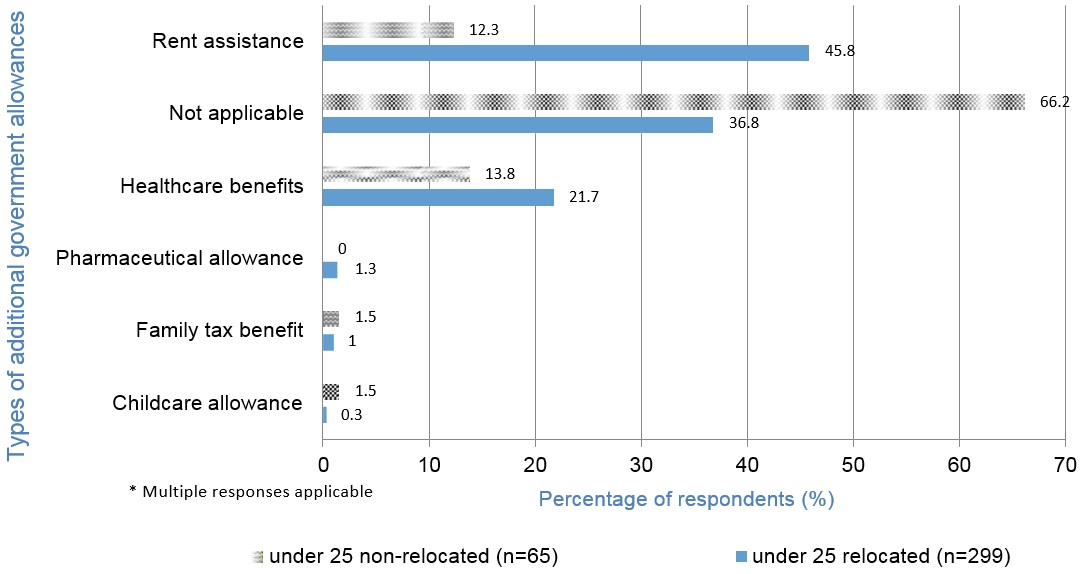 Types of additional government allowances
Rent assistance
12.3
45.8
Not applicable
66.2
36.8
Healthcare benefits
13.8
21.7
Pharmaceutical allowance
0
1.3
Family tax benefit
1.5
1
Childcare allowance
1.5
0.3
0 10 20 30 40 50 60 70
* Multiple responses applicable
Percentage of respondents (%)
under 25 non-relocated (n=65) under 25 relocated (n=299)